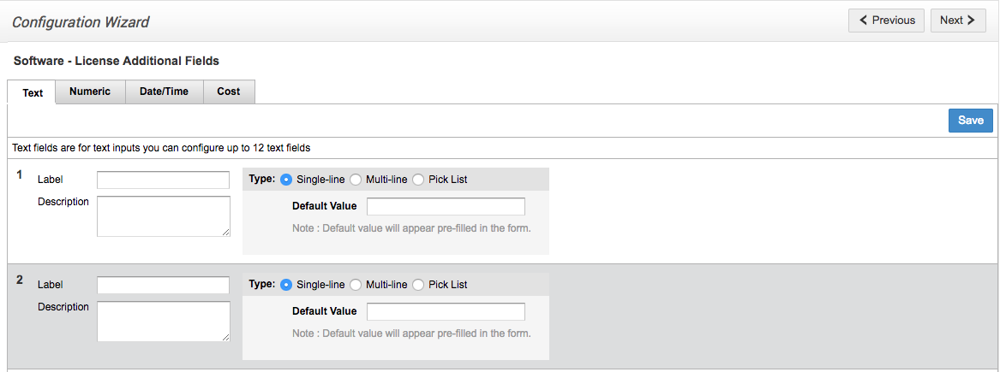 Configuration Wizard
Previous
Next
Software - License Additional Fields
Text
Numeric
Date/Time
Cost
Save
Text fields are for text inputs you can configure up to 12 text fields
1
Label
Type: Single-line Multi-line Pick List
Description
Default Value
Note : Default value will appear pre-filled in the form.
2
Label
Type: Single-line Multi-line Pick List
Description
Default Value
Note : Default value will appear pre-filled in the form.